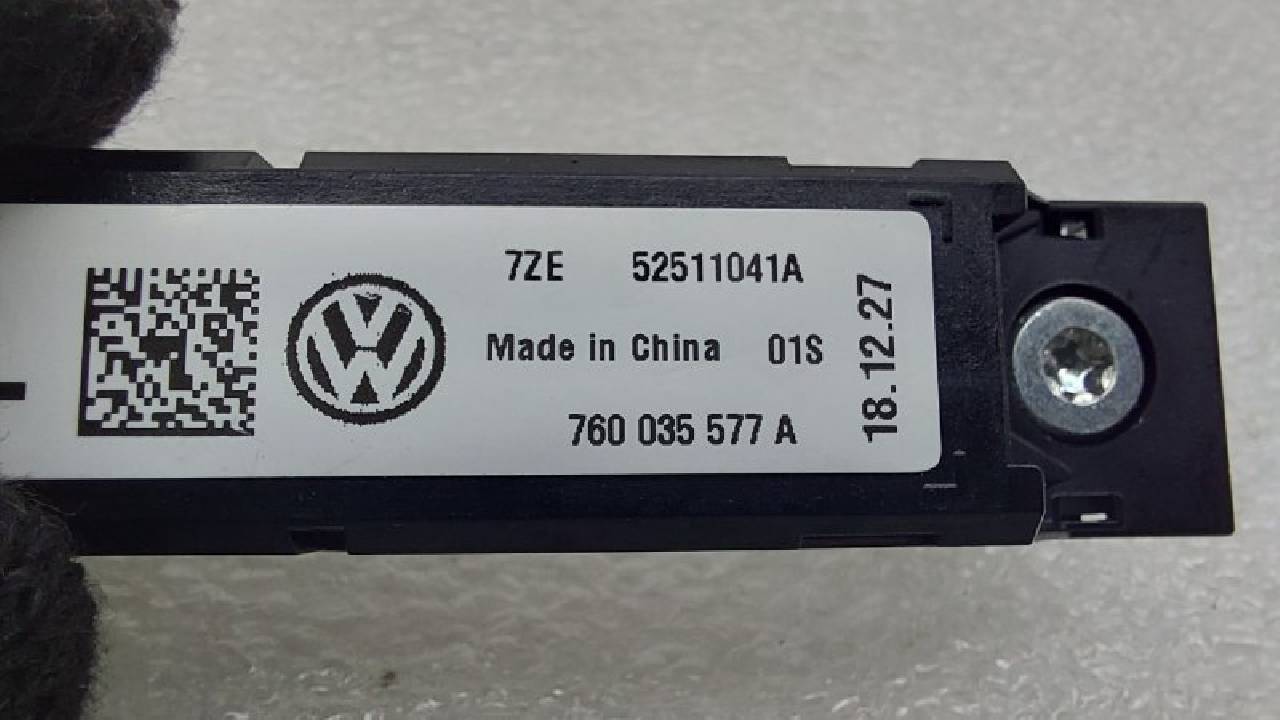 7ZE 52511041A
Made in China 01S
760 035 577 A
18.12.27